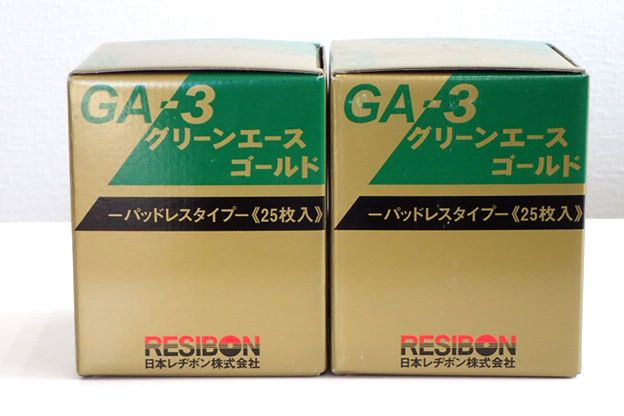 GA-3
グリーンエース
ゴールド
ーパッドレスタイプー《25枚入》
RESIBON
日本レヂボン株式会社
GA-3
グリーンエース
ゴールド
ーパッドレスタイプー《25枚入》
RESIBON
日本レヂボン株式会社